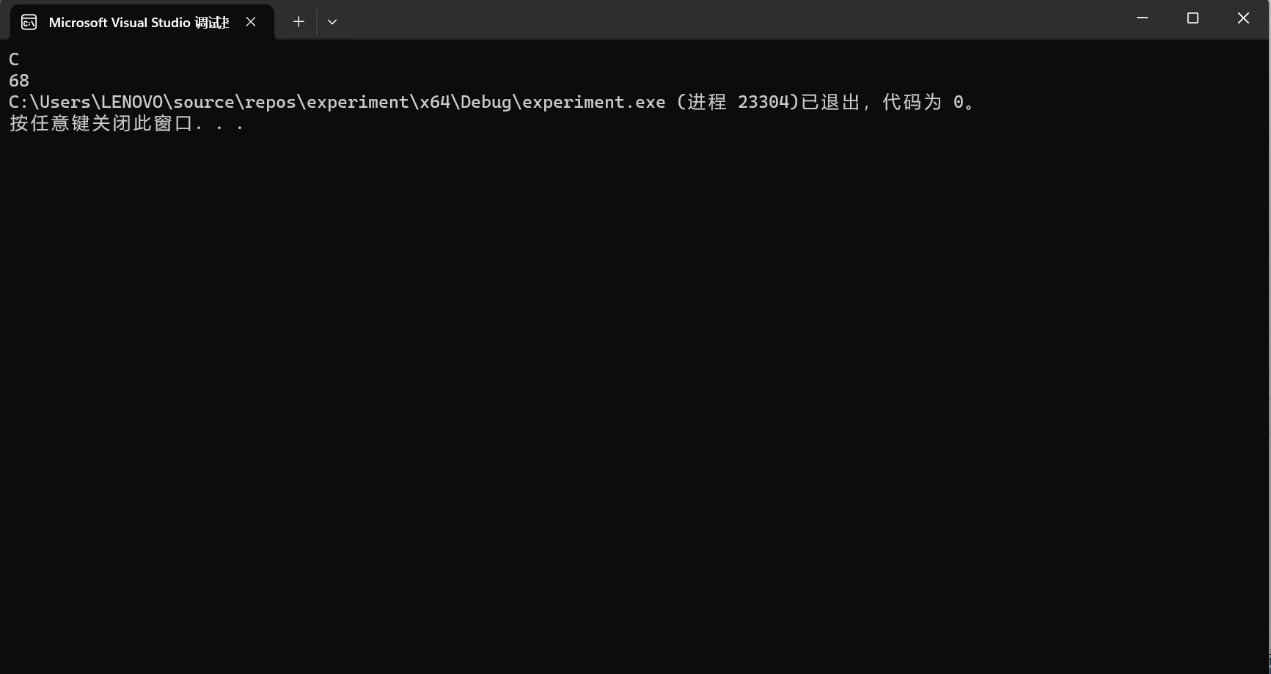 Microsoft Visual Studio 调试
C
68
C:\Users\LENOVO\source\repos\experiment\x64\Debug\experiment.exe (进程 23304)已退出，代码为 0。
按任意键关闭此窗口. . .